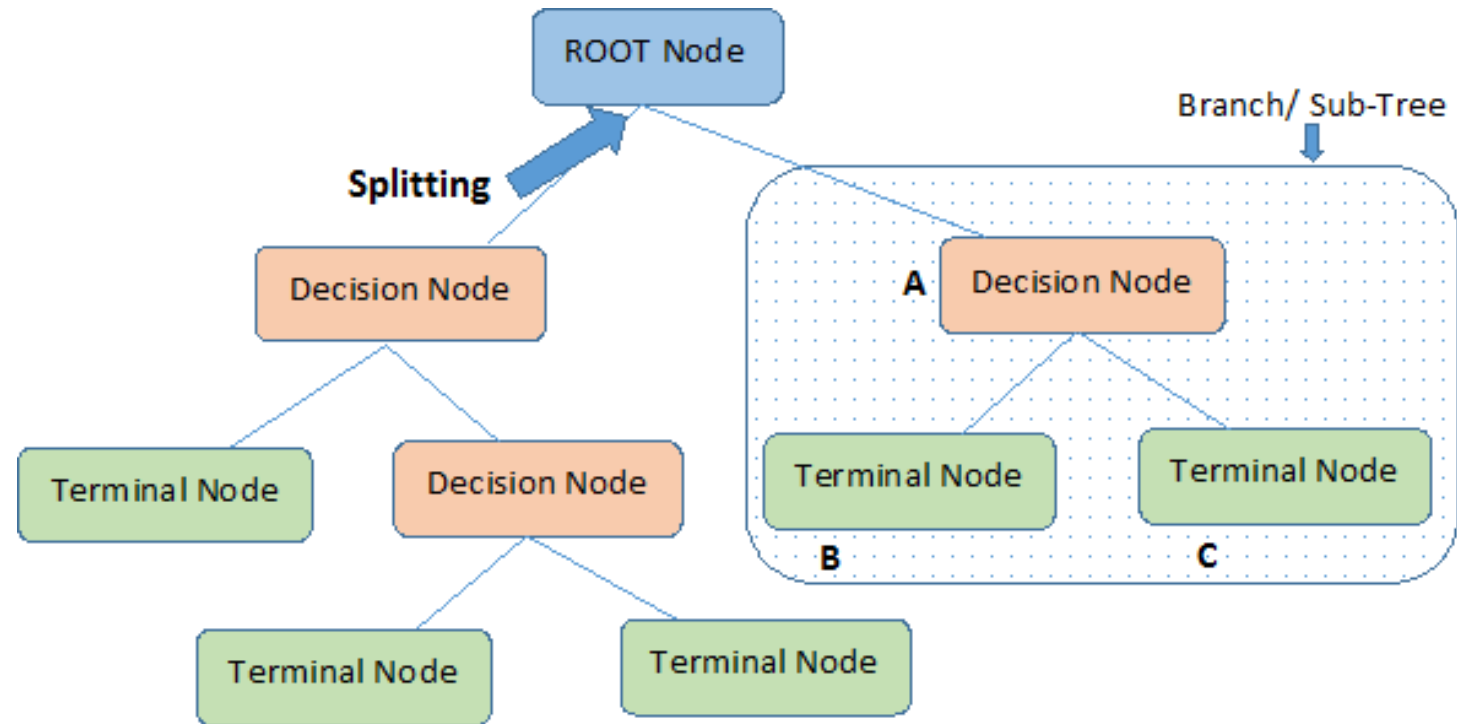 ROOT Node
Branch/ Sub-Tree
Splitting
Decision Node
A
Decision Node
Terminal Node
Decision Node
Terminal Node
Terminal Node
B
C
Terminal Node
Terminal Node